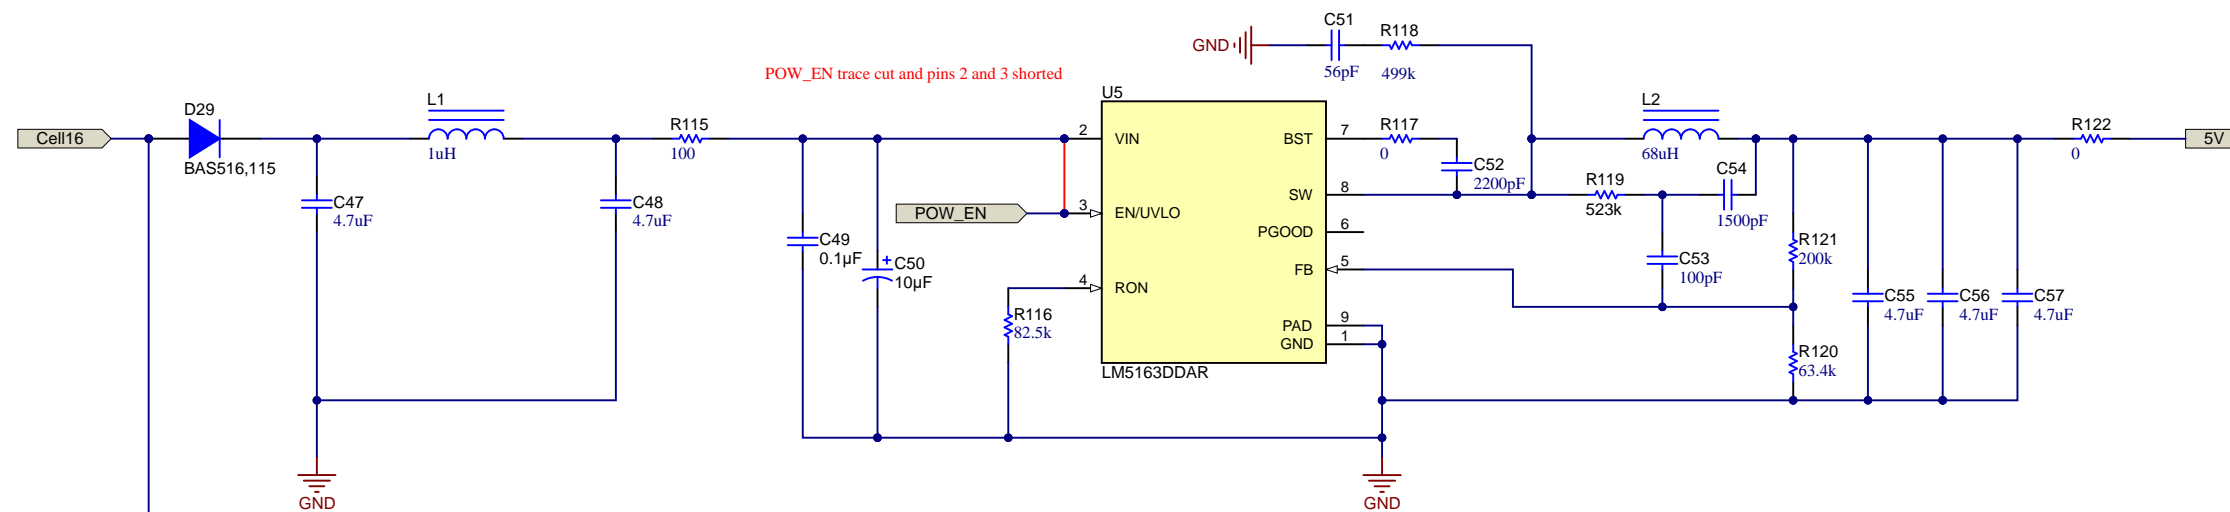 C51
R118
GND
56pF
499k
POW_EN trace cut and pins 2 and 3 shorted
U5
D29
L1
L2
Cell16
R115
2
VIN
BST
7
R117
R122
5V
BAS516,115
1uH
100
0
68uH
0
C52
2200pF
C54
R119
SW
8
523k
1500pF
C47
4.7uF
C48
4.7uF
POW_EN
3
EN/UVLO
PGOOD
6
C49
0.1µF
R121
200k
C50
10µF
FB
5
C53
100pF
4
RON
C55
4.7uF
C56
4.7uF
C57
4.7uF
R116
82.5k
PAD
9
GND
1
R120
63.4k
LM5163DDAR
GND
GND